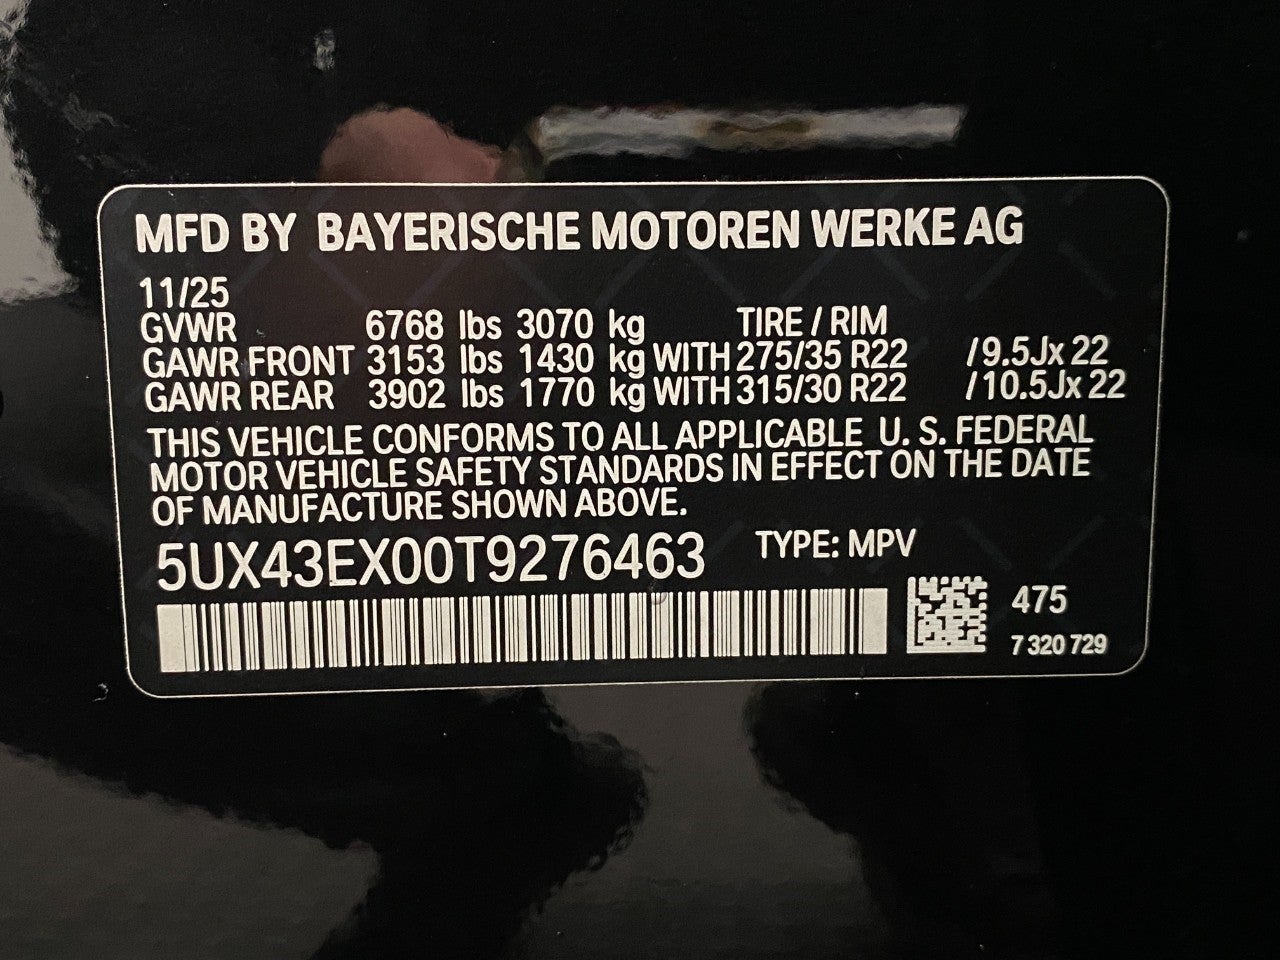 MFD BY BAYERISCHE MOTOREN WERKE AG
11/25
GVWR 6768 lbs 3070 kg TIRE / RIM
GAWR FRONT 3153 lbs 1430 kg WITH 275/35 R22 /9.5Jx 22
GAWR REAR 3902 lbs 1770 kg WITH 315/30 R22 /10.5Jx 22
THIS VEHICLE CONFORMS TO ALL APPLICABLE U. S. FEDERAL
MOTOR VEHICLE SAFETY STANDARDS IN EFFECT ON THE DATE
OF MANUFACTURE SHOWN ABOVE.
5UX43EX00T9276463 TYPE: MPV
475
7 320 729